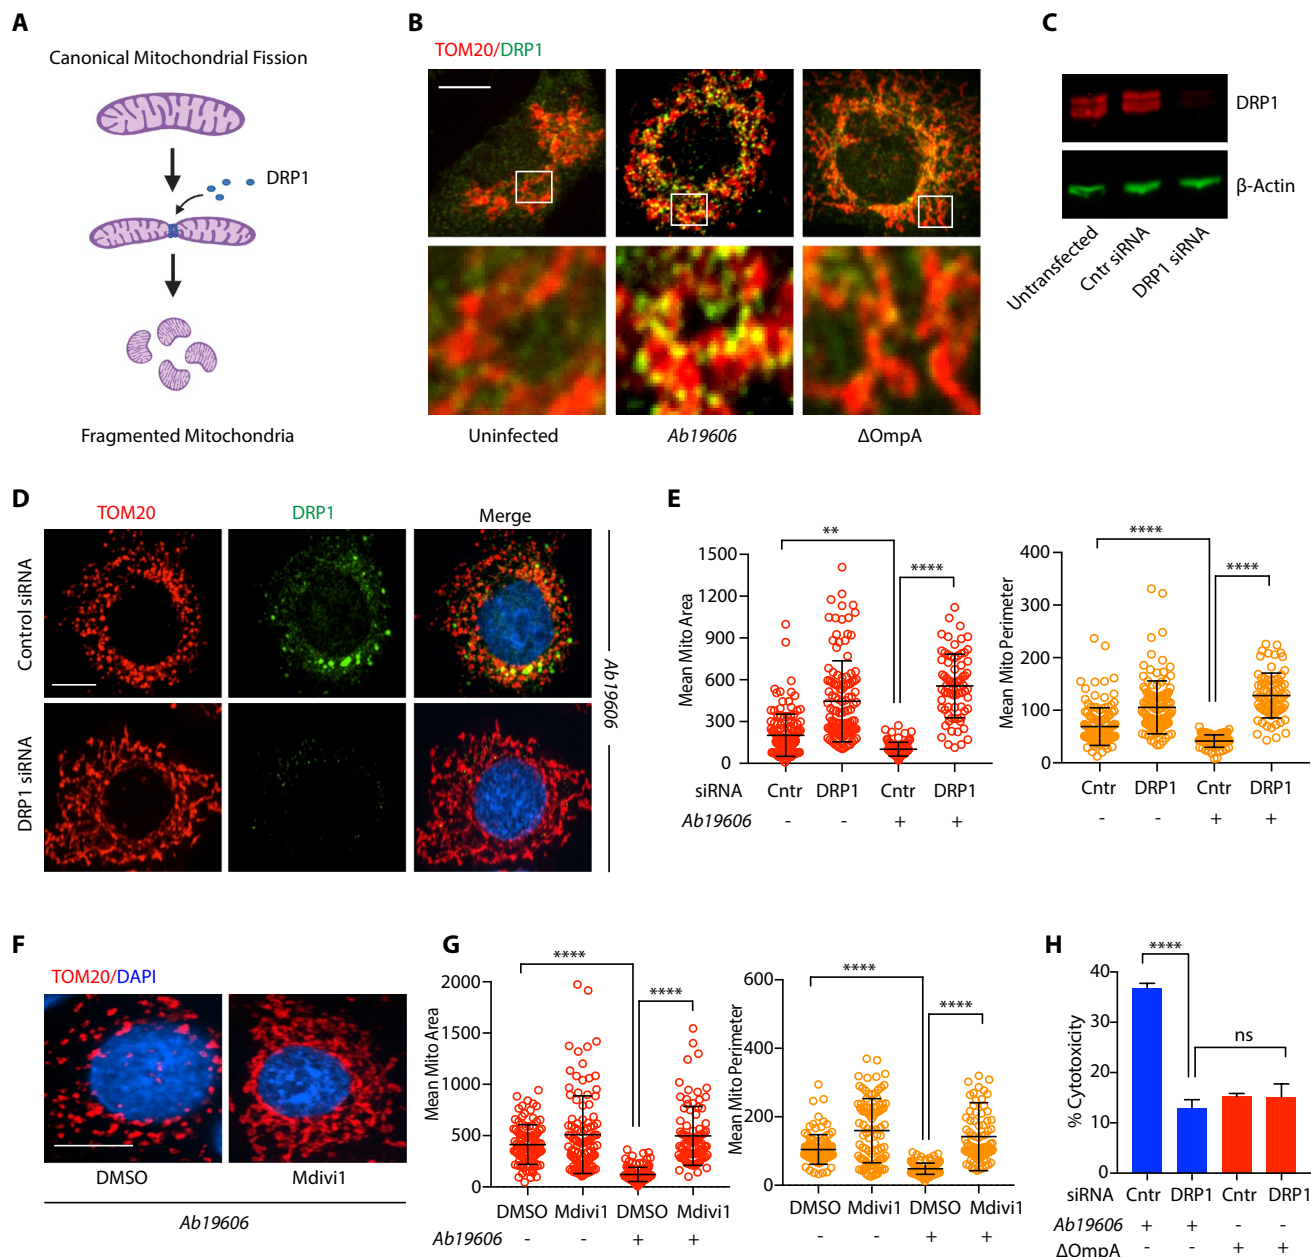 A
Canonical Mitochondrial Fission
DRP1
Fragmented Mitochondria
B
TOM20/DRP1
Uninfected
Ab19606
ΔOmpA
C
DRP1
β-Actin
Untransfected
Cntr siRNA
DRP1 siRNA
D
TOM20
DRP1
Merge
Control siRNA
DRP1 siRNA
Ab 19606
E
**
****
Mean Mito Area
1500
1200
900
600
300
0
siRNA
Cntr
DRP1
Cntr
DRP1
Ab19606
-
-
+
+
****
****
Mean Mito Perimeter
400
300
200
100
0
Cntr
DRP1
Cntr
DRP1
-
-
+
+
F
TOM20/DAPI
DMSO
Mdivi1
Ab19606
G
****
****
Mean Mito Area
2000
1500
1000
500
0
DMSO
Mdivi1
DMSO
Mdivi1
Ab19606
-
-
+
+
****
****
Mean Mito Perimeter
600
400
200
0
DMSO
Mdivi1
DMSO
Mdivi1
-
-
+
+
H
****
ns
% Cytotoxicity
40
30
20
10
0
siRNA
Cntr
DRP1
Cntr
DRP1
Ab19606
+
+
-
-
ΔOmpA
-
-
+
+